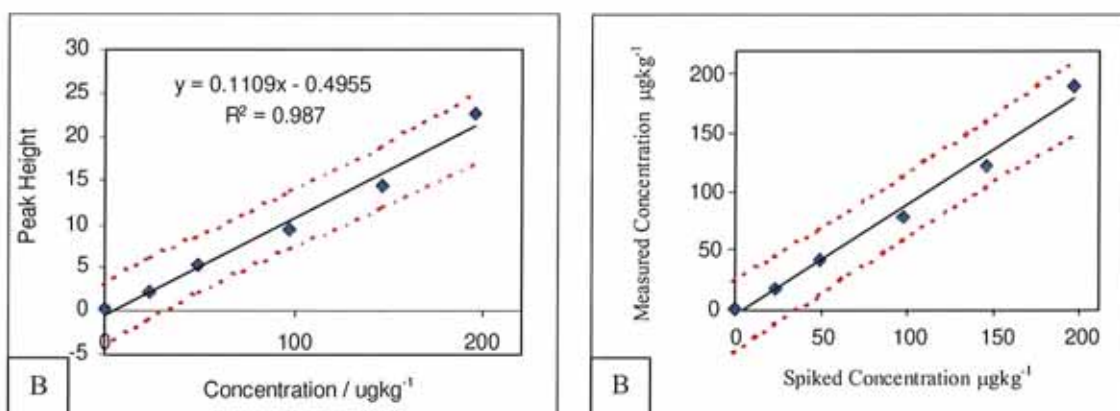 30
25
20
15
10
5
0
-5
y = 0.1109x - 0.4955
R² = 0.987
Peak Height
0 100 200
Concentration / ugkg⁻¹
B
200
150
100
50
0
Measured Concentration µgkg⁻¹
0 50 100 150 200
Spiked Concentration µgkg⁻¹
B